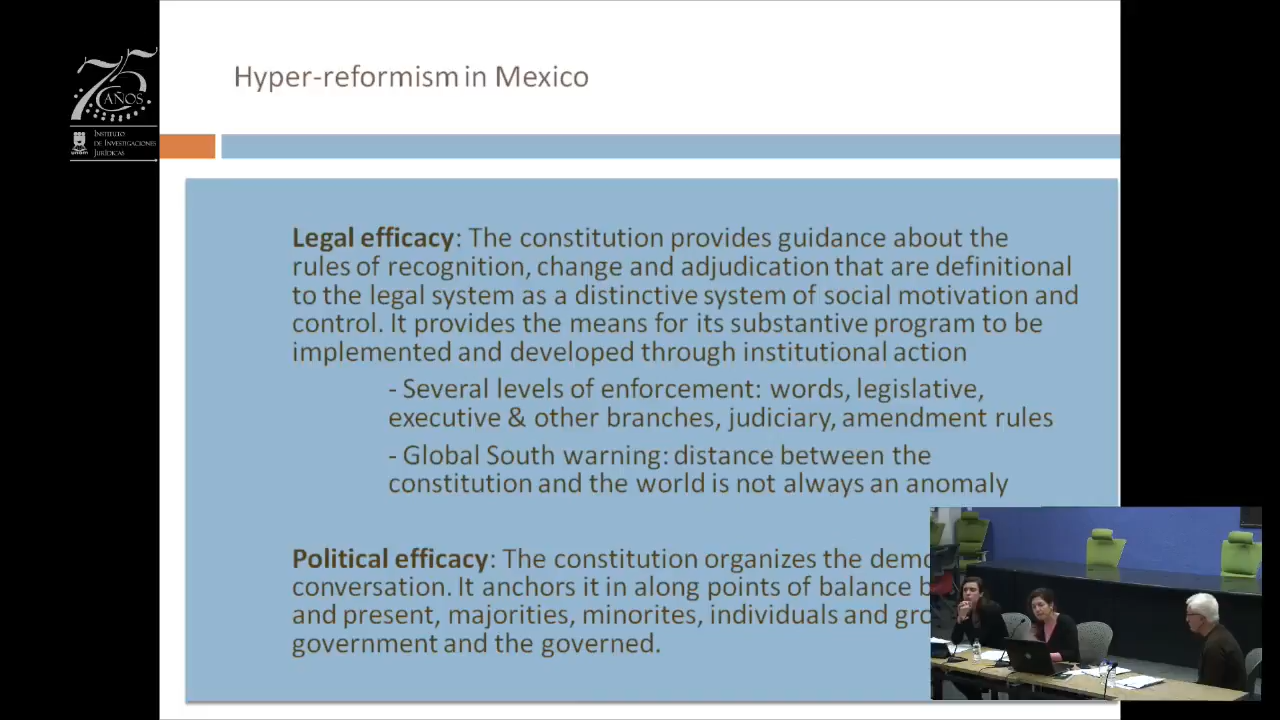 Hyper-reformism in Mexico
75
AÑOS
INSTITUTO
DE INVESTIGACIONES
JURÍDICAS
UNAM
Legal efficacy: The constitution provides guidance about the
rules of recognition, change and adjudication that are definitional
to the legal system as a distinctive system of social motivation and
control. It provides the means for its substantive program to be
implemented and developed through institutional action
- Several levels of enforcement: words, legislative,
executive & other branches, judiciary, amendment rules
- Global South warning: distance between the
constitution and the world is not always an anomaly
Political efficacy: The constitution organizes the
conversation. It anchors it in along points of balance
and present, majorities, minorites, individuals and
government and the governed.